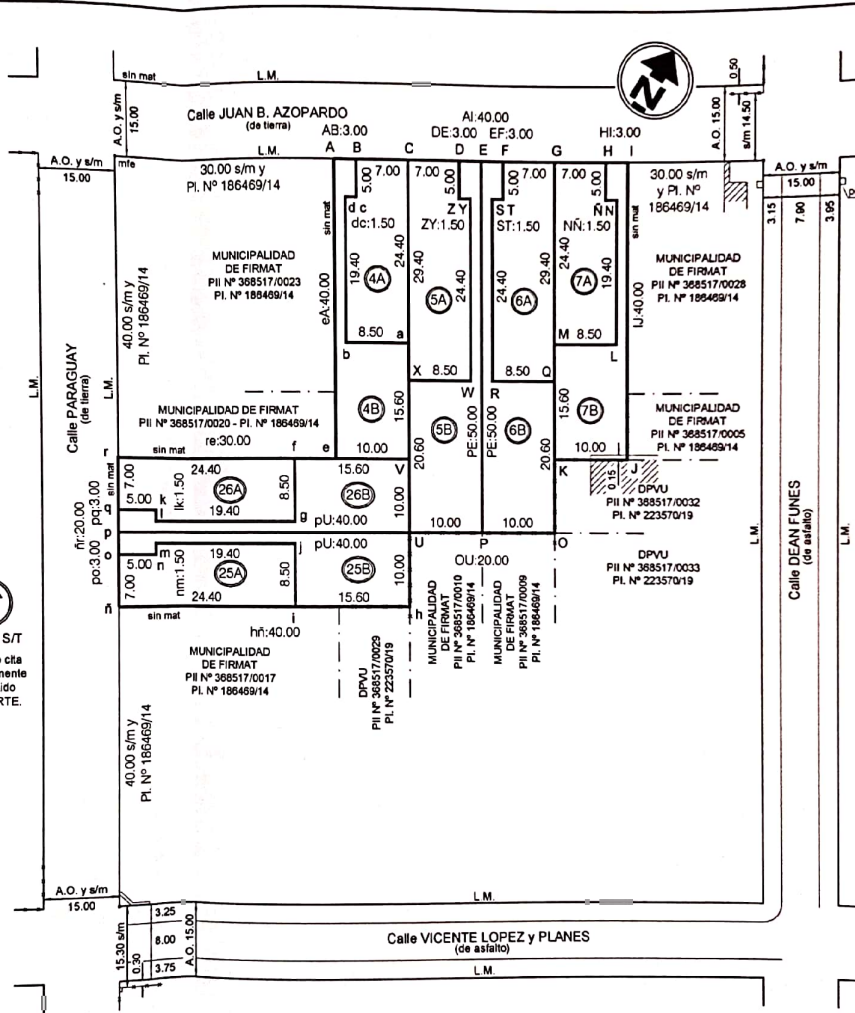 sin mat
L.M.
Calle JUAN B. AZOPARDO
(de tierra)
A.O. y s/m
15.00
AI:40.00
AB:3.00
DE:3.00
EF:3.00
HI:3.00
N
0.50
A.O. 15.00
s/m 14.50
A.O. y s/m
15.00
mfe
L.M.
A
B
C
D
E
F
G
H
I
A.O. y s/m
15.00
3.15
7.90
3.95
30.00 s/m y
Pl. Nº 186469/14
5.00
7.00
7.00
5.00
5.00
7.00
7.00
5.00
30.00 s/m
y Pl. Nº
186469/14
sin mat
d c
dc:1.50
Z Y
ZY:1.50
S T
ST:1.50
Ñ N
NÑ:1.50
sin mat
MUNICIPALIDAD
DE FIRMAT
PII Nº 368517/0023
Pl. Nº 186469/14
eA:40.00
19.40
4A
24.40
29.40
5A
24.40
24.40
6A
29.40
24.40
7A
19.40
IJ:40.00
MUNICIPALIDAD
DE FIRMAT
PII Nº 368517/0028
Pl. Nº 186469/14
40.00 s/m y
Pl. Nº 186469/14
8.50
a
b
M
8.50
L
X
8.50
W
8.50
Q
R
L.M.
Calle PARAGUAY
(de tierra)
L.M.
MUNICIPALIDAD DE FIRMAT
PII Nº 368517/0020 - Pl. Nº 186469/14
re:30.00
4B
15.60
20.60
5B
PE:50.00
PE:50.00
6B
20.60
15.60
7B
MUNICIPALIDAD
DE FIRMAT
PII Nº 368517/0005
Pl. Nº 186469/14
r
sin mat
f
e
10.00
10.00
K
J
0.15
DPVU
PII Nº 368517/0032
Pl. Nº 223570/19
sin mat
7.00
24.40
15.60
V
q
5.00
k
l
lk:1.50
26A
19.40
8.50
g
26B
10.00
pU:40.00
10.00
10.00
ñr:20.00
pq:3.00
p
po:3.00
o
5.00
m
n
nm:1.50
19.40
25A
24.40
j
8.50
pU:40.00
25B
15.60
10.00
U
P
O
OU:20.00
7.00
ñ
sin mat
i
h
hñ:40.00
DPVU
PII Nº 368517/0033
Pl. Nº 223570/19
MUNICIPALIDAD
DE FIRMAT
PII Nº 368517/0010
Pl. Nº 186469/14
MUNICIPALIDAD
DE FIRMAT
PII Nº 368517/0009
Pl. Nº 186469/14
MUNICIPALIDAD
DE FIRMAT
PII Nº 368517/0017
Pl. Nº 186469/14
DPVU
PII Nº 368517/0029
Pl. Nº 223570/19
S/T
cita
RTE.
40.00 s/m y
Pl. Nº 186469/14
L.M.
Calle DEAN FUNES
(de asfalto)
L.M.
A.O. y s/m
15.00
L.M.
15.30 s/m
0.30
3.25
8.00
3.75
A.O. 15.00
Calle VICENTE LOPEZ y PLANES
(de asfalto)
L.M.